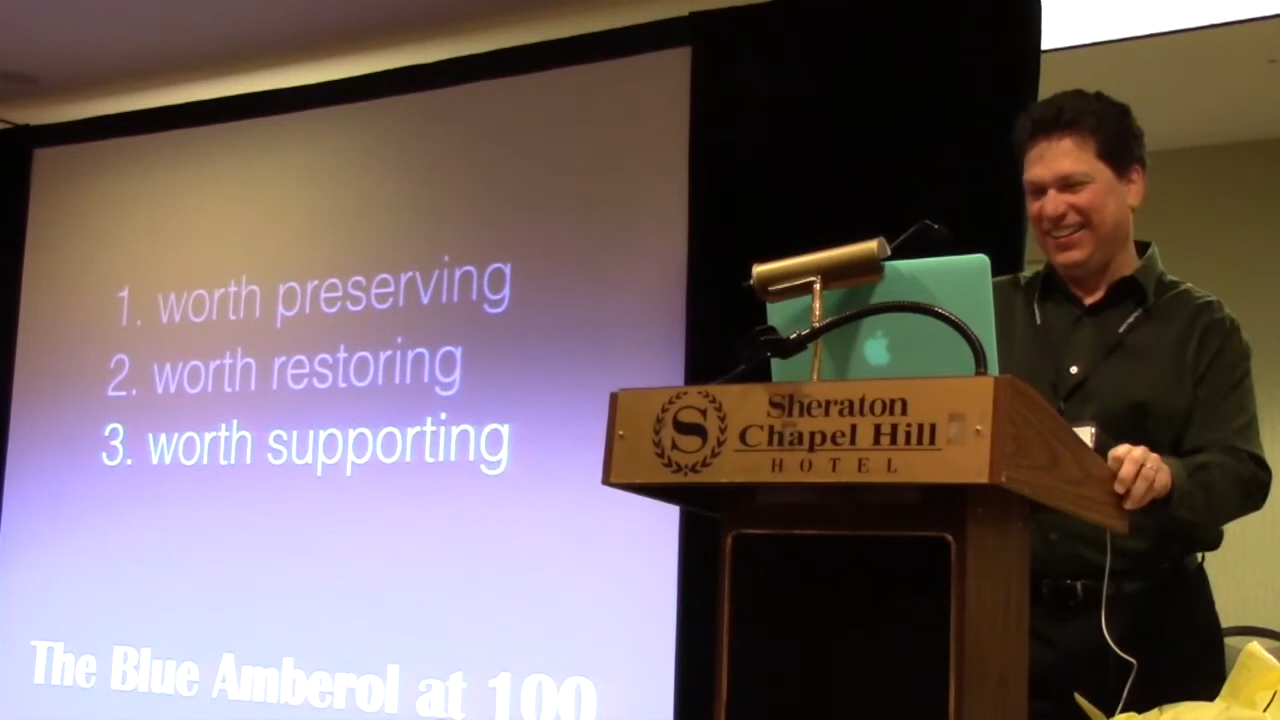 1. worth preserving
2. worth restoring
3. worth supporting
The Blue Amberol at 100
S
Sheraton
Chapel Hill
HOTEL